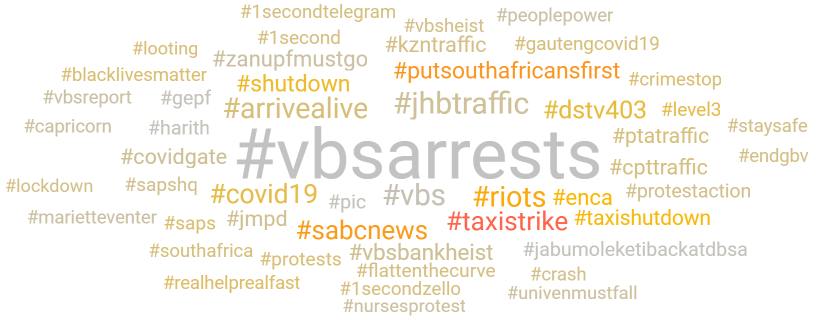 #1secondtelegram
#vbsheist
#peoplepower
#looting
#1second
#kzntraffic
#gautengcovid19
#zanupfmustgo
#blacklivesmatter
#shutdown
#putsouthafricansfirst
#crimestop
#vbsreport
#gepf
#arrivealive
#jhbtraffic
#dstv403
#level3
#capricorn
#harith
#vbsarrests
#ptatraffic
#staysafe
#covidgate
#cpttraffic
#endgbv
#lockdown
#sapshq
#covid19
#pic
#vbs
#riots
#enca
#protestaction
#marietteventer
#saps
#jmpd
#sabcnews
#taxistrike
#taxishutdown
#southafrica
#protests
#vbsbankheist
#jabumoleketibackatdbsa
#flattenthecurve
#crash
#realhelprealfast
#1secondzello
#univenmustfall
#nursesprotest